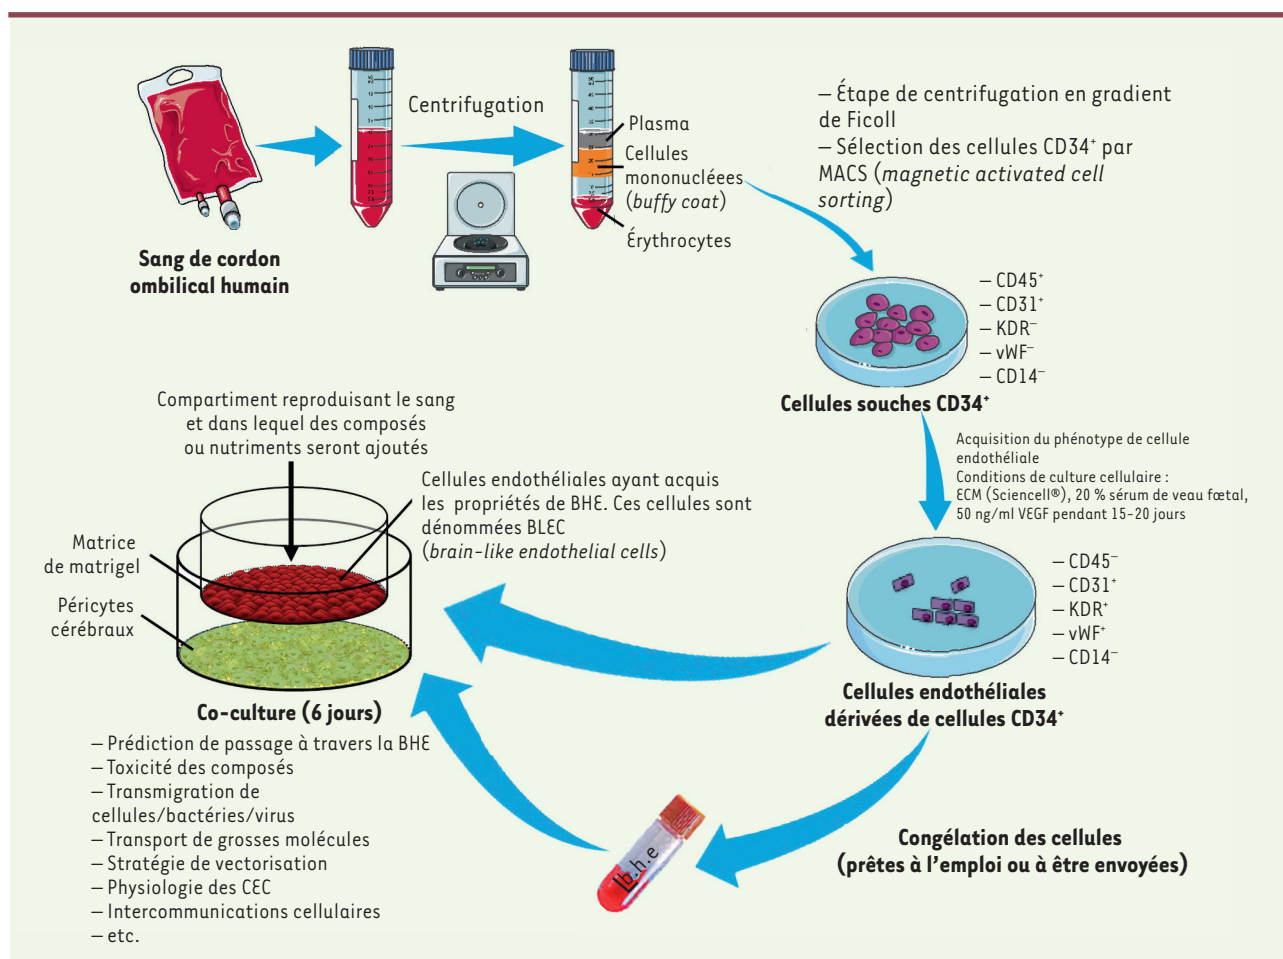 Centrifugation
Plasma
Cellules
mononucléees
(buffy coat)
Érythrocytes
Sang de cordon
ombilical humain
– Étape de centrifugation en gradient
de Ficoll
– Sélection des cellules CD34⁺ par
MACS (magnetic activated cell
sorting)
– CD45⁺
– CD31⁺
– KDR⁻
– vWF⁻
– CD14⁻
Cellules souches CD34⁺
Acquisition du phénotype de cellule
endothéliale
Conditions de culture cellulaire :
ECM (Sciencell®), 20 % sérum de veau fœtal,
50 ng/ml VEGF pendant 15-20 jours
– CD45⁻
– CD31⁺
– KDR⁺
– vWF⁺
– CD14⁻
Cellules endothéliales
dérivées de cellules CD34⁺
Congélation des cellules
(prêtes à l'emploi ou à être envoyées)
b.h.e
Compartiment reproduisant le sang
et dans lequel des composés
ou nutriments seront ajoutés
Cellules endothéliales ayant acquis
les propriétés de BHE. Ces cellules sont
dénommées BLEC
(brain-like endothelial cells)
Matrice
de matrigel
Péricytes
cérébraux
Co-culture (6 jours)
– Prédiction de passage à travers la BHE
– Toxicité des composés
– Transmigration de
cellules/bactéries/virus
– Transport de grosses molécules
– Stratégie de vectorisation
– Physiologie des CEC
– Intercommunications cellulaires
– etc.